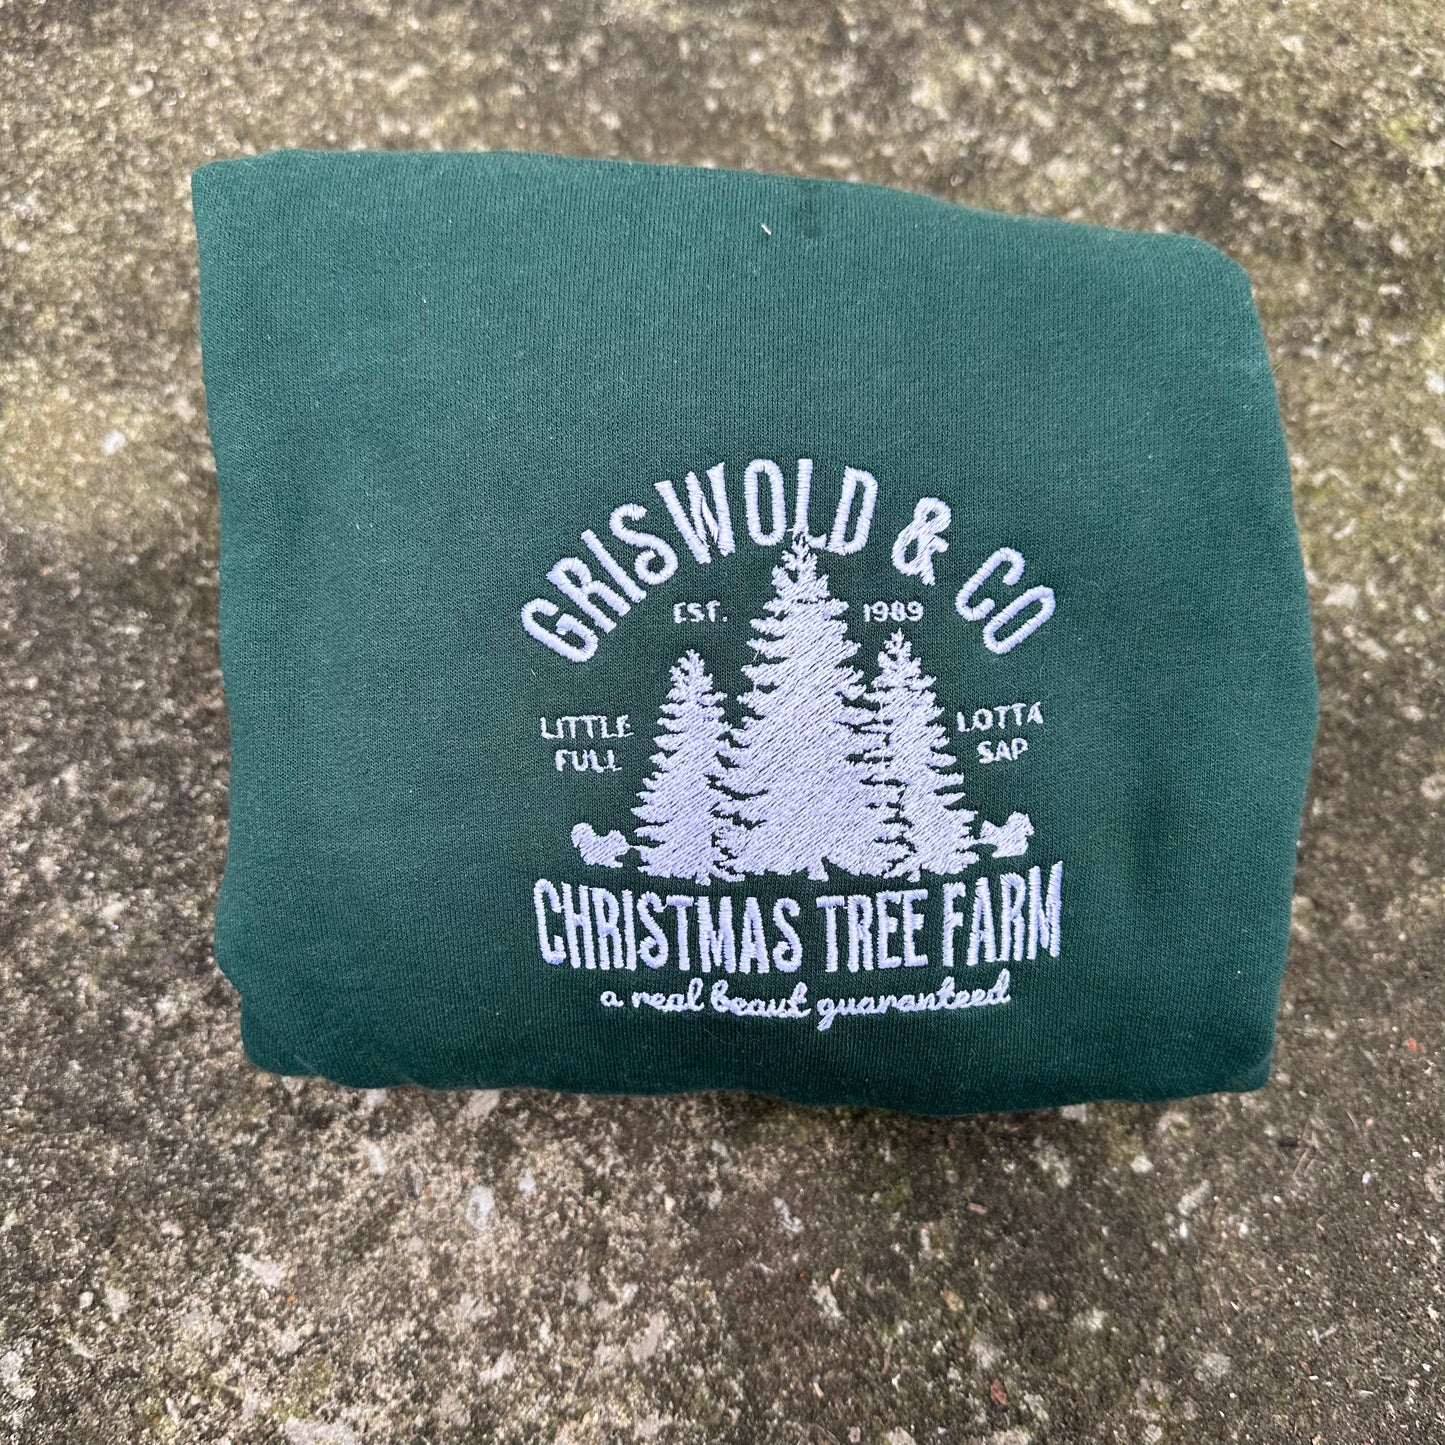 GRISWOLD & CO
EST. 1989
LITTLE FULL
LOTTA SAP
CHRISTMAS TREE FARM
a real beaut guaranteed